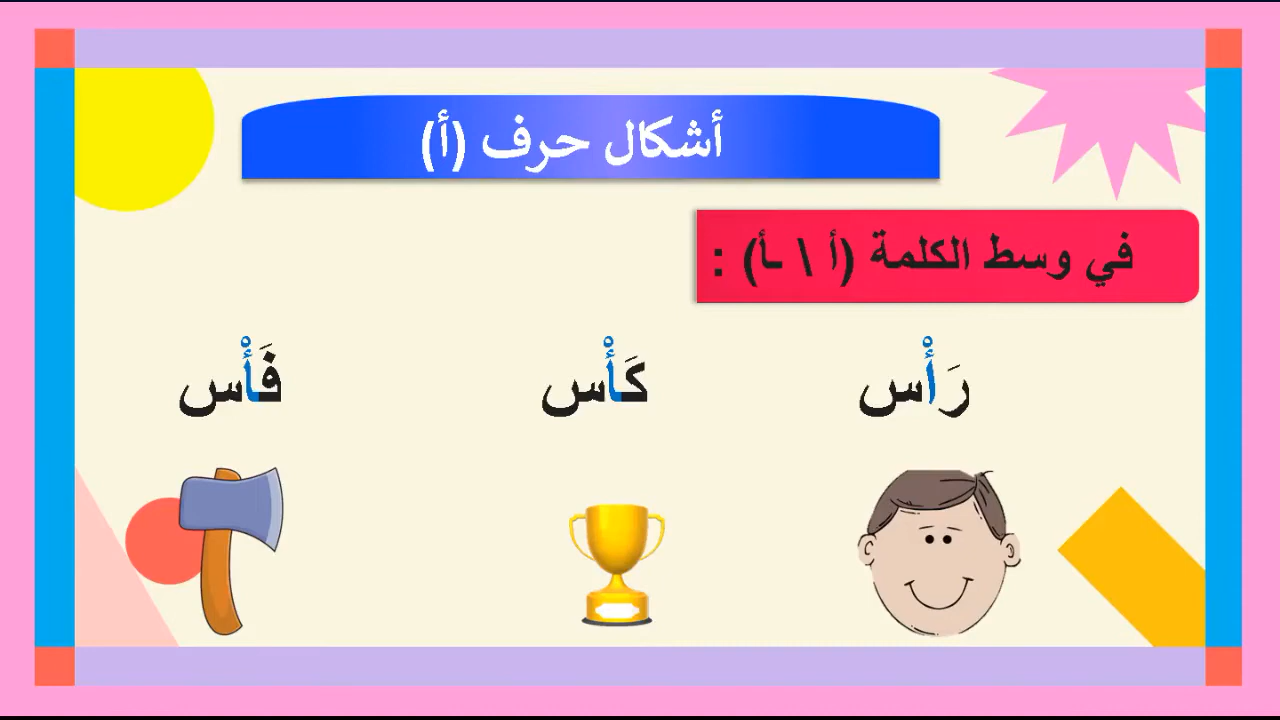 أشكال حرف (أ)
في وسط الكلمة (أ \ ـأ) :
رَأْس كَأْس فَأْس